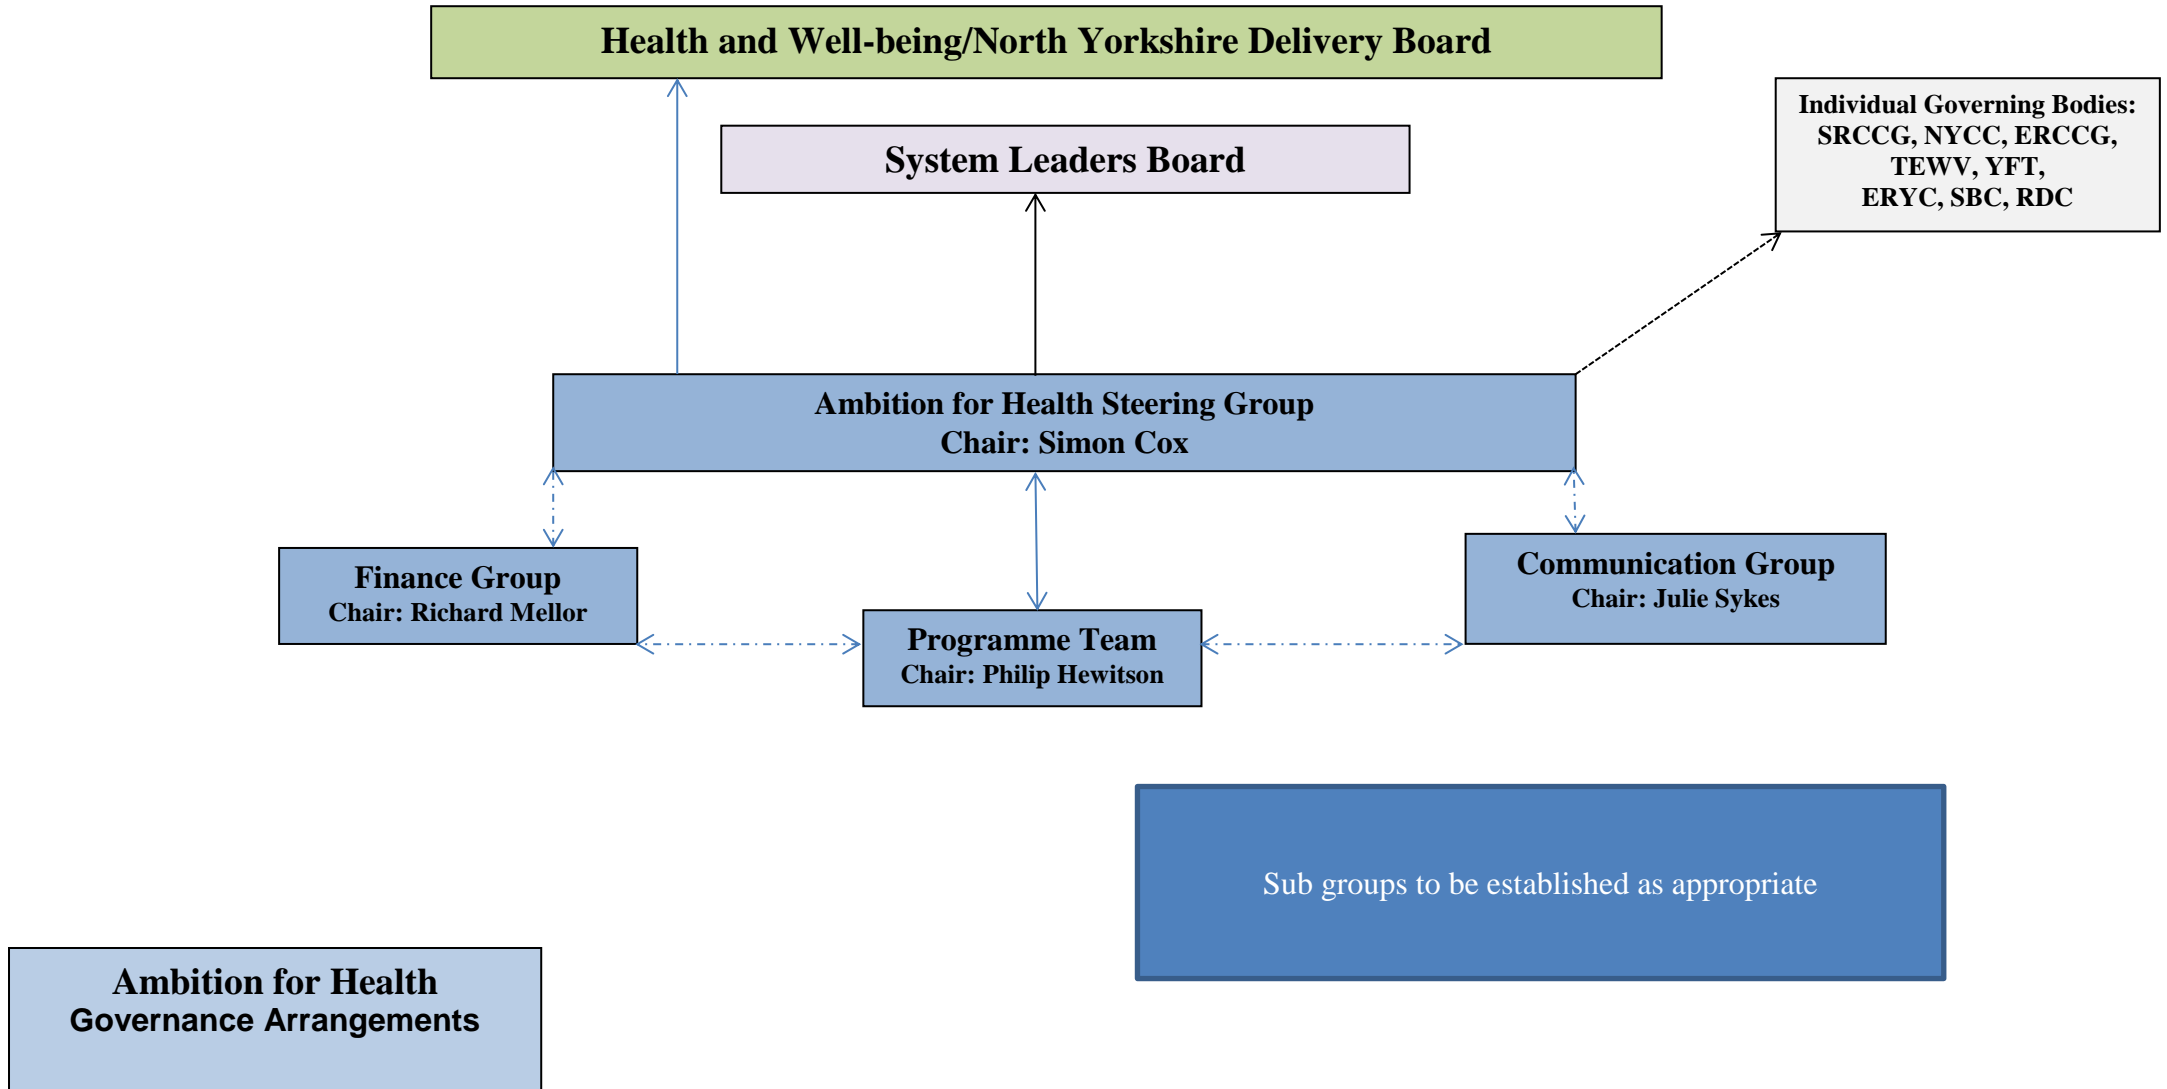 Health and Well-being/North Yorkshire Delivery Board
Individual Governing Bodies:
SRCCG, NYCC, ERCCG,
TEWV, YFT,
ERYC, SBC, RDC
System Leaders Board
Ambition for Health Steering Group
Chair: Simon Cox
Finance Group
Chair: Richard Mellor
Communication Group
Chair: Julie Sykes
Programme Team
Chair: Philip Hewitson
Sub groups to be established as appropriate
Ambition for Health
Governance Arrangements